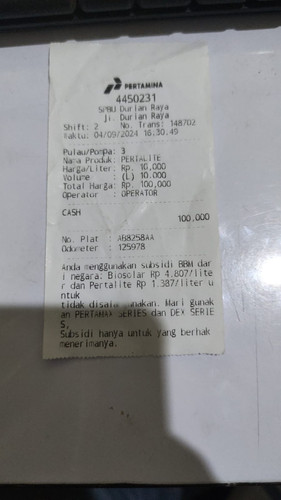 PERTAMINA
4450231
SPBU Durian Raya
Jl. Durian Raya
Shift: 2 No. Trans: 148702
Waktu: 04/09/2024 16:30.49
Pulau/Pompa: 3
Nama Produk: PERTALITE
Harga/Liter: Rp. 10,000
Volume : (L) 10.000
Total Harga: Rp. 100,000
Operator : OPERATOR
CASH
100,000
No. Plat : AB8258AA
Odometer : 125978
Anda menggunakan subsidi BBM dar
i negara: Biosolar Rp 4.807/lite
r dan Pertalite Rp 1.387/liter u
ntuk
tidak Mari gunak
an PERTAMAX SERIES dan DEX SERIE
S,
Subsidi hanya untuk yang berhak
menerimanya.